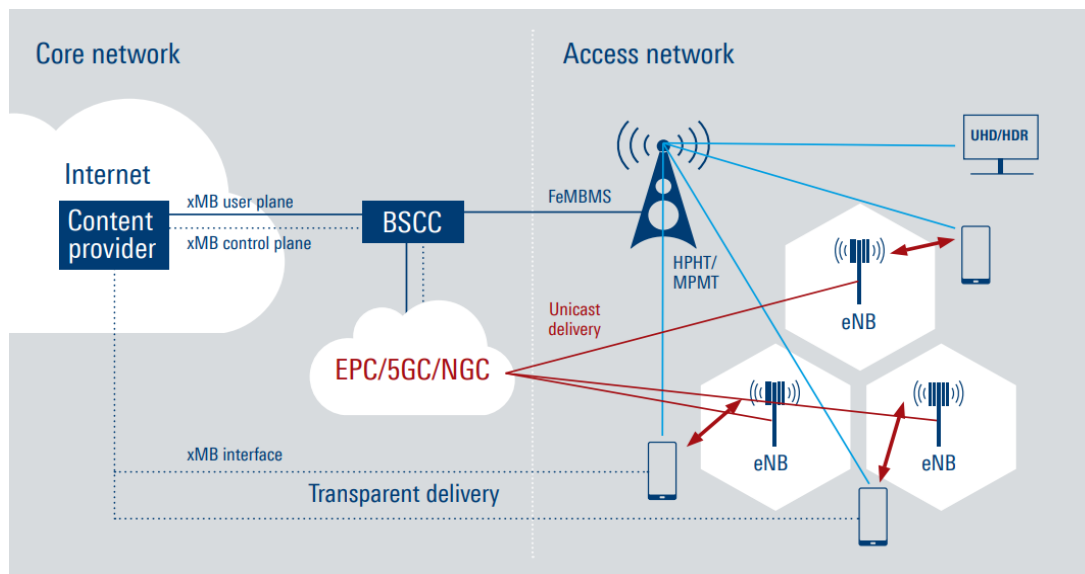 Core network
Access network
UHD/HDR
Internet
xMB user plane
FeMBMS
Content
provider
BSCC
xMB control plane
HPHT/
MPMT
Unicast
delivery
eNB
EPC/5GC/NGC
eNB
eNB
xMB interface
Transparent delivery